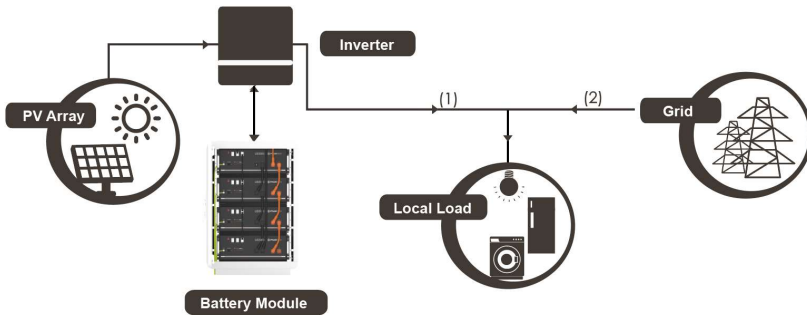 Inverter
PV Array
(1)
(2)
Grid
Local Load
Battery Module